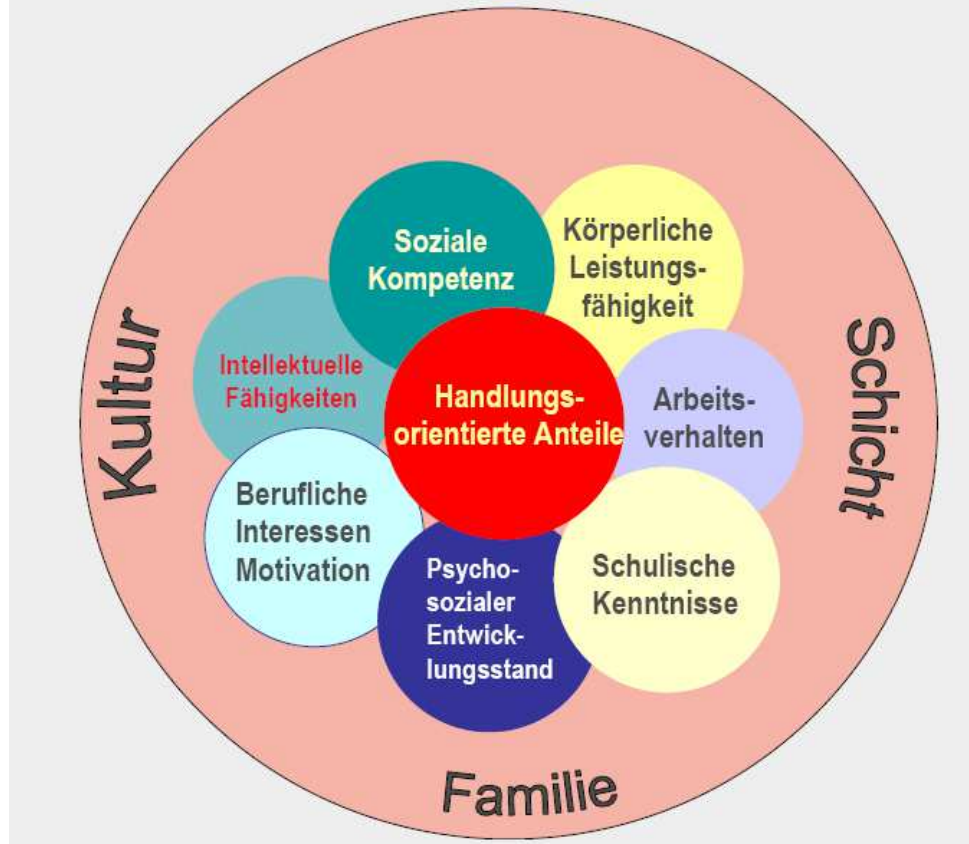 Soziale
Kompetenz
Körperliche
Leistungs-
fähigkeit
Intellektuelle
Fähigkeiten
Handlungs-
orientierte Anteile
Arbeits-
verhalten
Berufliche
Interessen
Motivation
Psycho-
sozialer
Entwick-
lungsstand
Schulische
Kenntnisse
Kultur
Schicht
Familie